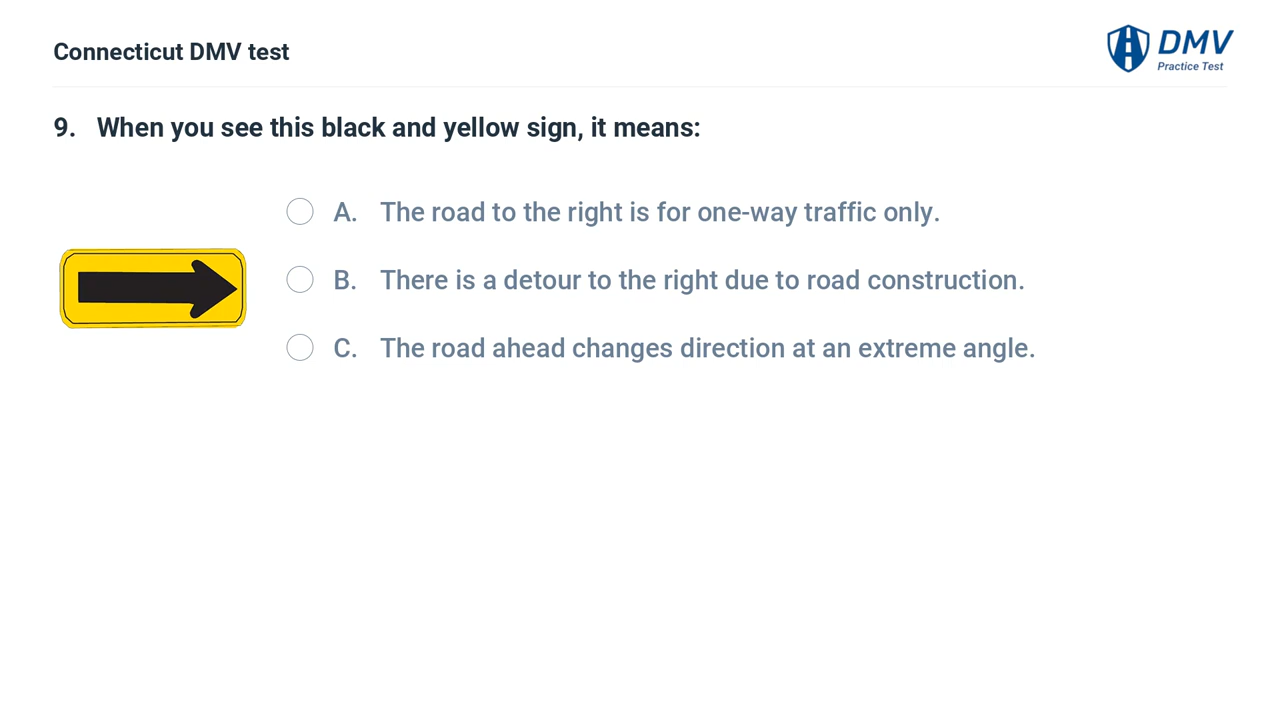 Connecticut DMV test
DMV
Practice Test
9. When you see this black and yellow sign, it means:
A. The road to the right is for one-way traffic only.
B. There is a detour to the right due to road construction.
C. The road ahead changes direction at an extreme angle.